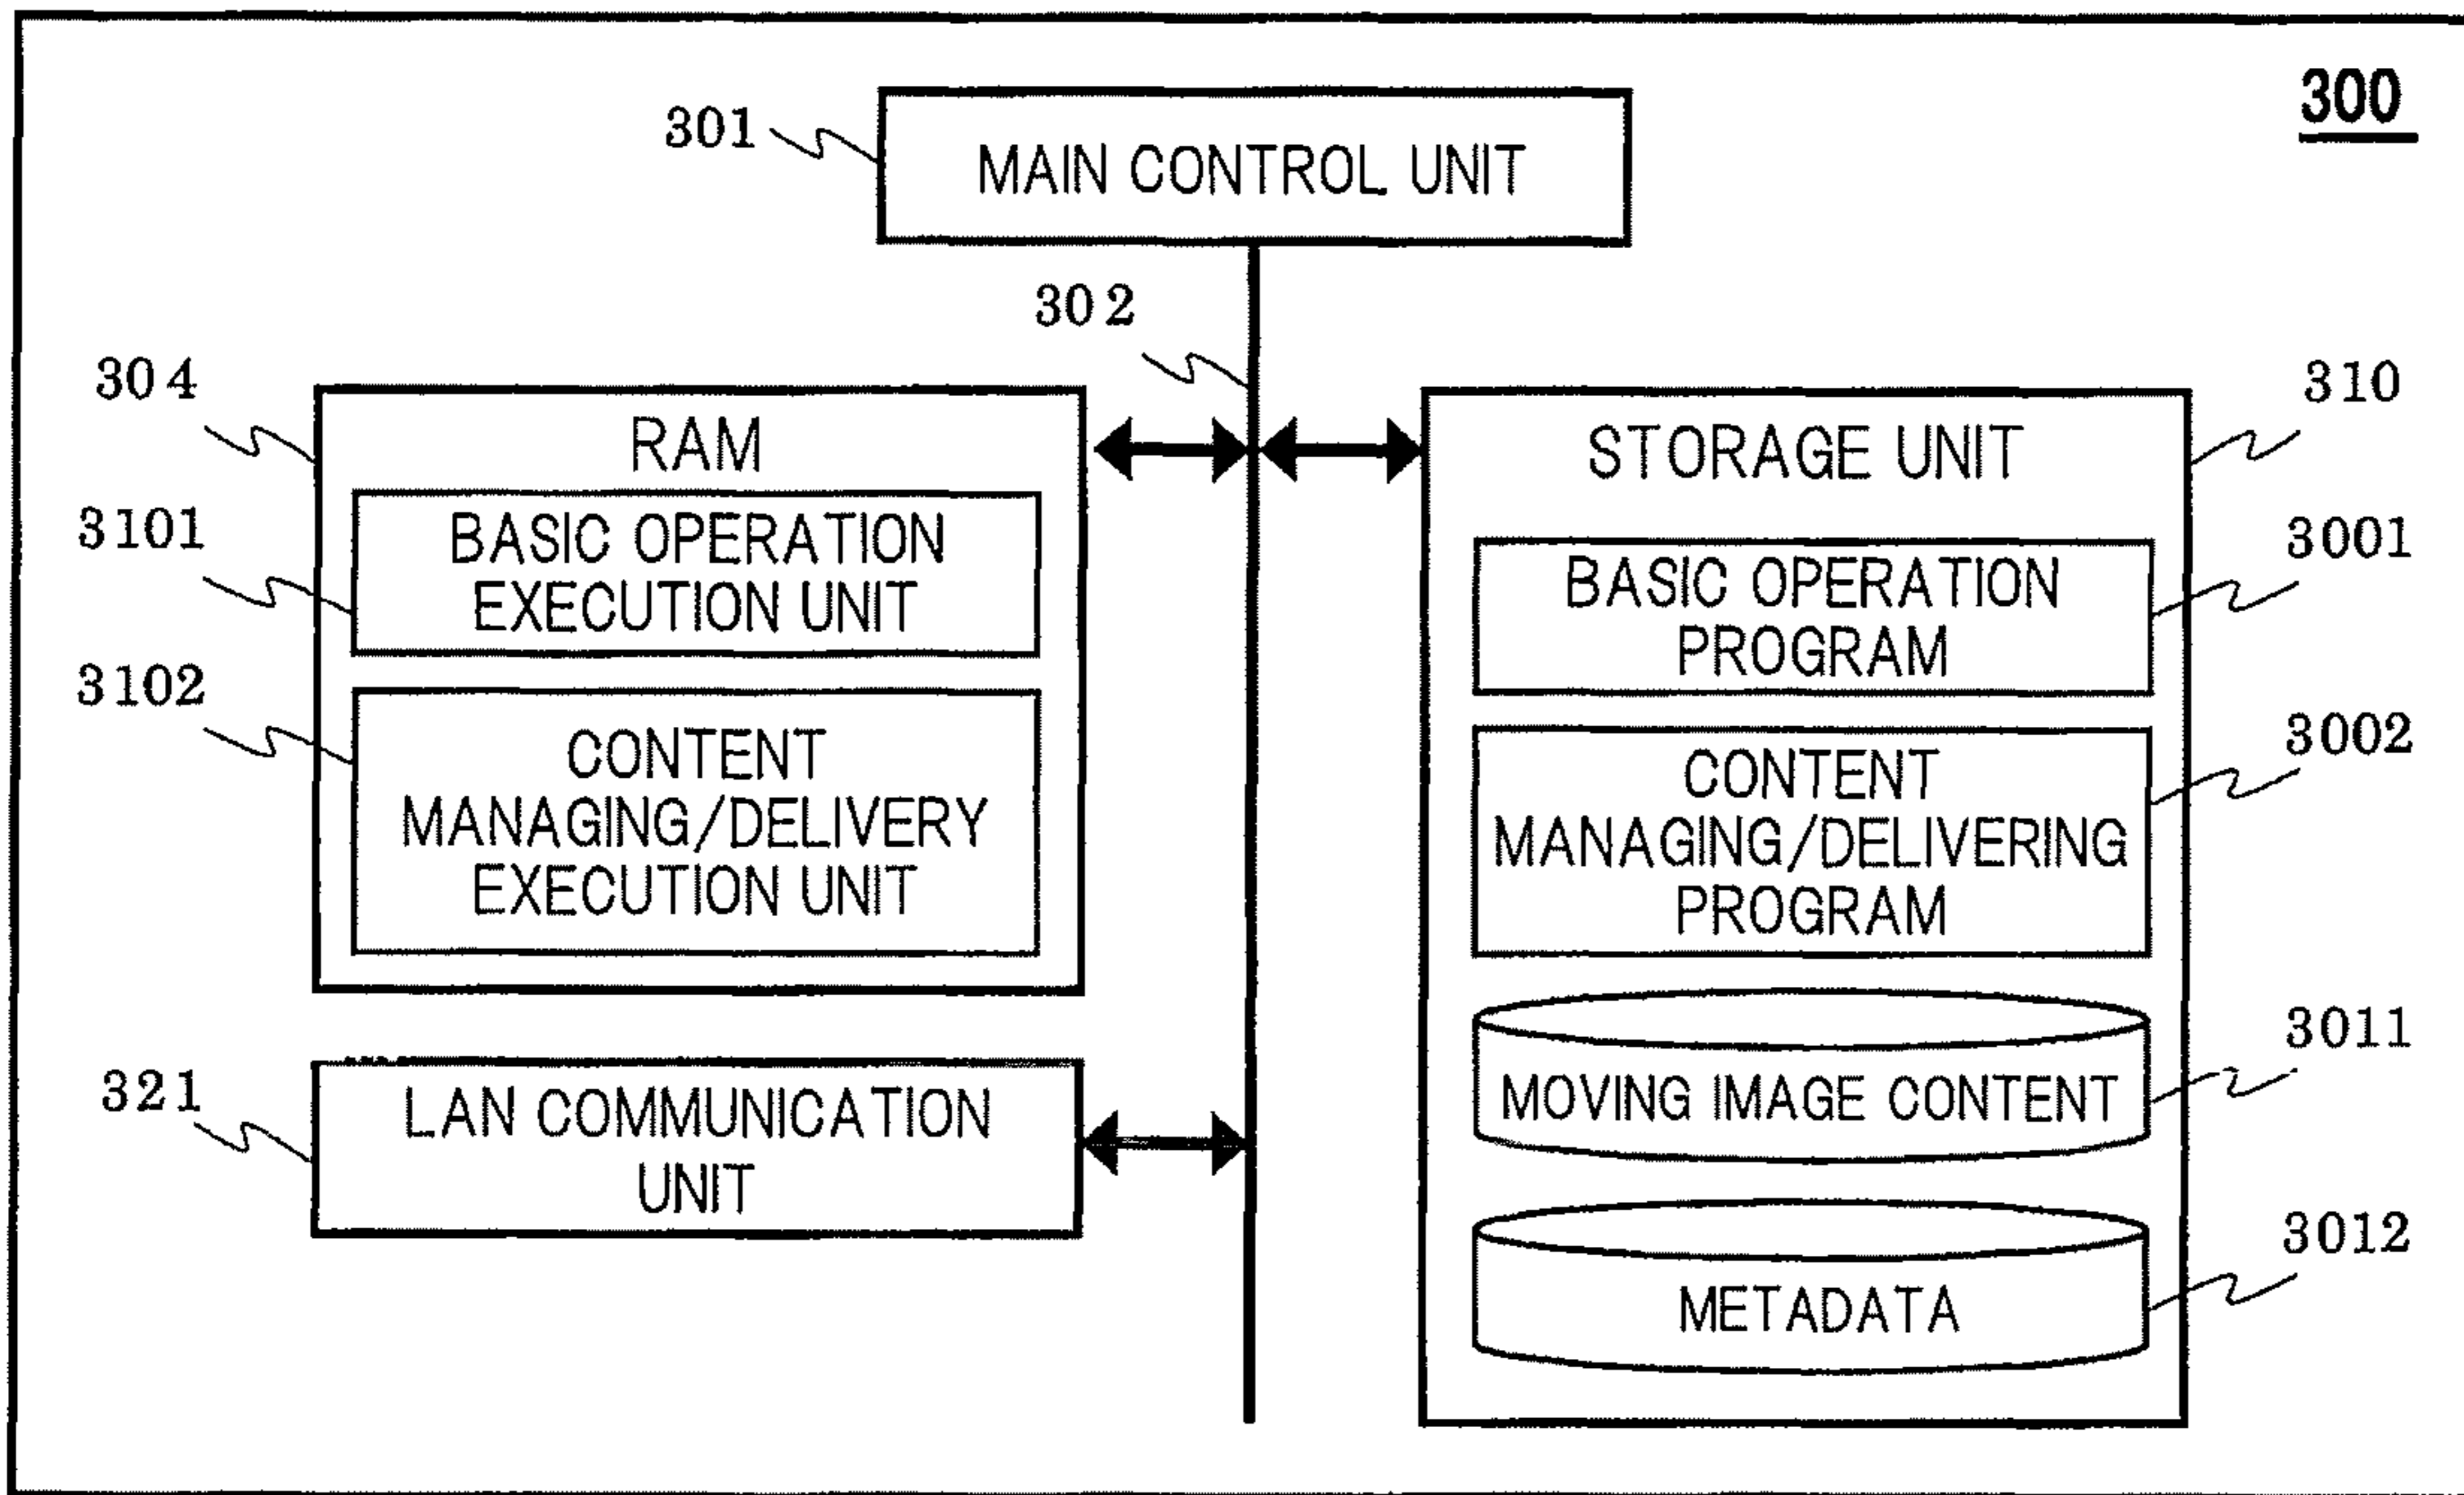 300
301
MAIN CONTROL UNIT
302
304
RAM
3101
BASIC OPERATION
EXECUTION UNIT
3102
CONTENT
MANAGING/DELIVERY
EXECUTION UNIT
321
LAN COMMUNICATION
UNIT
310
STORAGE UNIT
3001
BASIC OPERATION
PROGRAM
3002
CONTENT
MANAGING/DELIVERING
PROGRAM
3011
MOVING IMAGE CONTENT
3012
METADATA